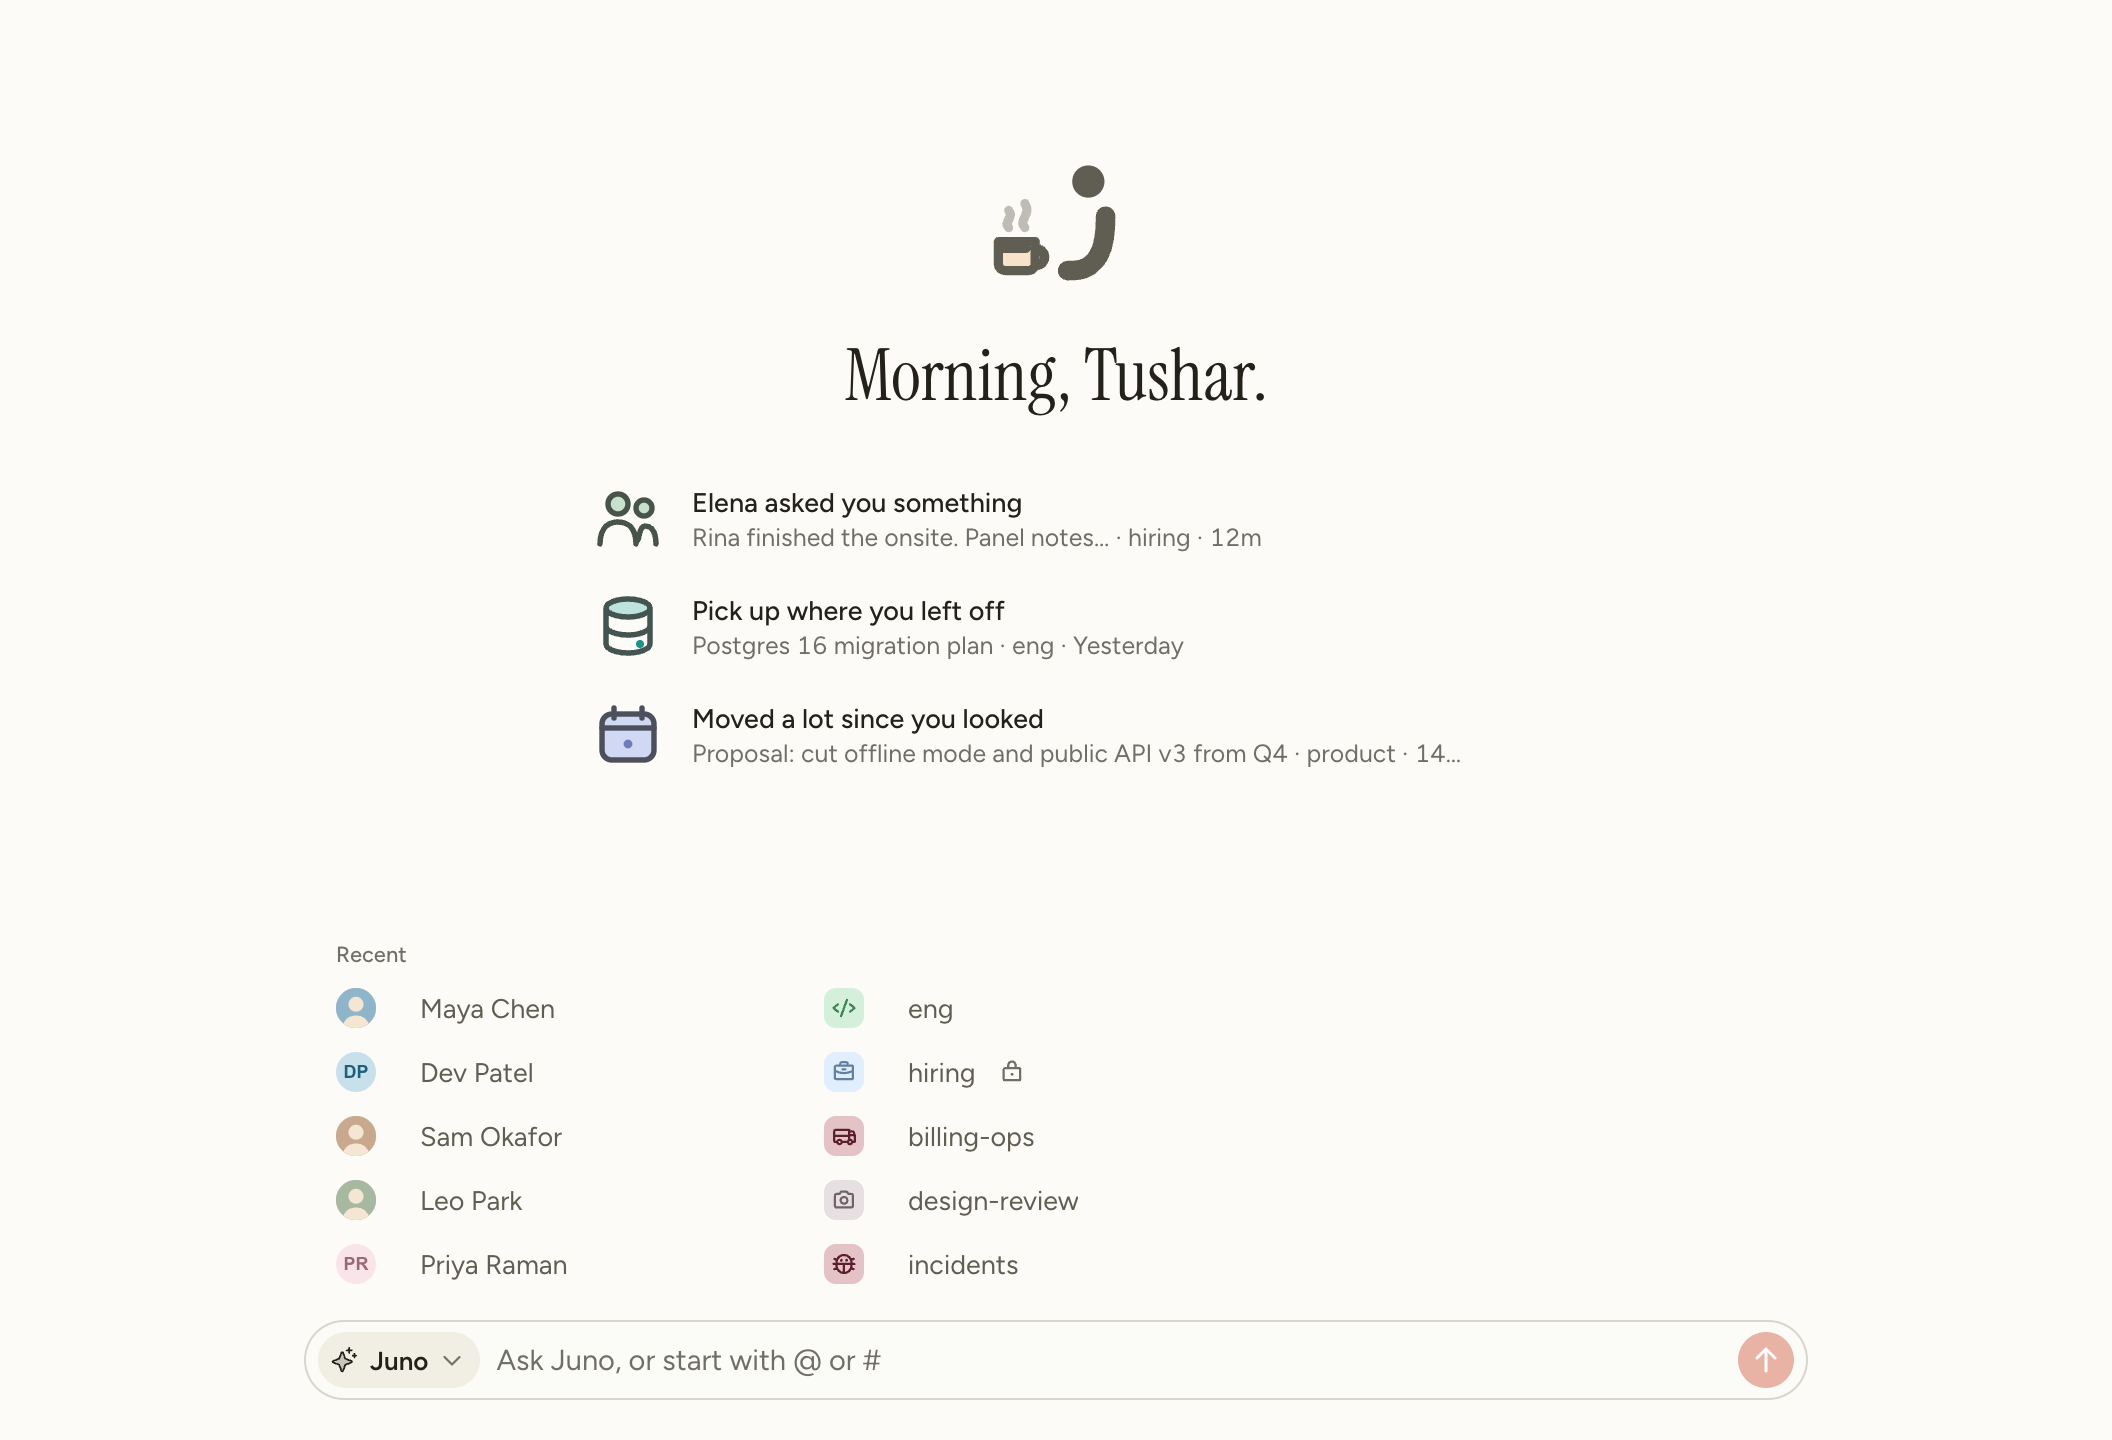 Morning, Tushar.
Elena asked you something
Rina finished the onsite. Panel notes... · hiring · 12m
Pick up where you left off
Postgres 16 migration plan · eng · Yesterday
Moved a lot since you looked
Proposal: cut offline mode and public API v3 from Q4 · product · 14...
Recent
Maya Chen
DP Dev Patel
Sam Okafor
Leo Park
PR Priya Raman
eng
hiring
billing-ops
design-review
incidents
Juno Ask Juno, or start with @ or #